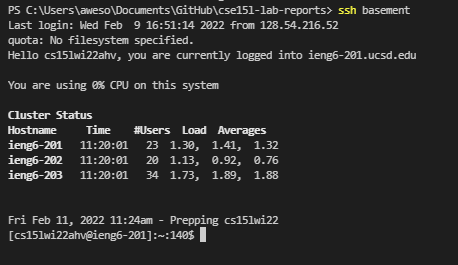 PS C:\Users\aweso\Documents\GitHub\cse15l-lab-reports> ssh basement
Last login: Wed Feb  9 16:51:14 2022 from 128.54.216.52
quota: No filesystem specified.
Hello cs15lwi22ahv, you are currently logged into ieng6-201.ucsd.edu
You are using 0% CPU on this system
Cluster Status
Hostname     Time    #Users  Load  Averages
ieng6-201   11:20:01   23  1.30,  1.41,  1.32
ieng6-202   11:20:01   20  1.13,  0.92,  0.76
ieng6-203   11:20:01   34  1.73,  1.89,  1.88
Fri Feb 11, 2022 11:24am - Prepping cs15lwi22
[cs15lwi22ahv@ieng6-201]:~:140$